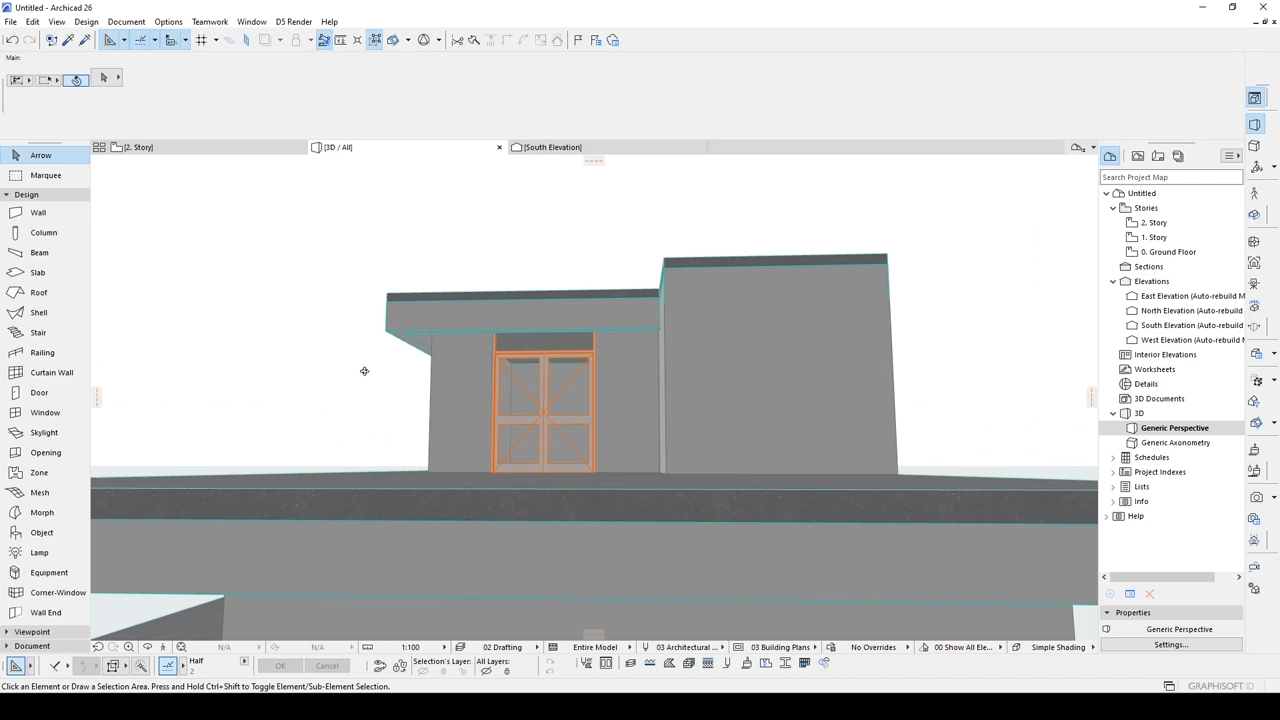 Untitled - Archicad 26
File Edit View Design Options Teamwork Window Document D5 Render Help
Main:
[2. Story]
[3D / All]
[South Elevation]
Arrow
Marquee
Design
Wall
Column
Beam
Slab
Roof
Shell
Stair
Railing
Curtain Wall
Door
Window
Skylight
Opening
Zone
Mesh
Morph
Object
Lamp
Equipment
Corner-Window
Wall End
Viewpoint
Document
Search Project Map
Untitled
Stories
2. Story
1. Story
0. Ground Floor
Sections
Elevations
East Elevation (Auto-rebuild M
North Elevation (Auto-rebuild
South Elevation (Auto-rebuild
West Elevation (Auto-rebuild M
Interior Elevations
Worksheets
Details
3D Documents
3D
Generic Perspective
Generic Axonometry
Schedules
Project Indexes
Lists
Info
Help
Properties
Generic Perspective
Settings...
N/A N/A 1:100 02 Drafting Entire Model 03 Architectural ... 03 Building Plans No Overrides 00 Show All Ele... Simple Shading
Half
2
OK Cancel
Selection's Layer: All Layers:
Click an Element or Draw a Selection Area. Press and Hold Ctrl+Shift to Toggle Element/Sub-Element Selection.
GRAPHISOFT ID